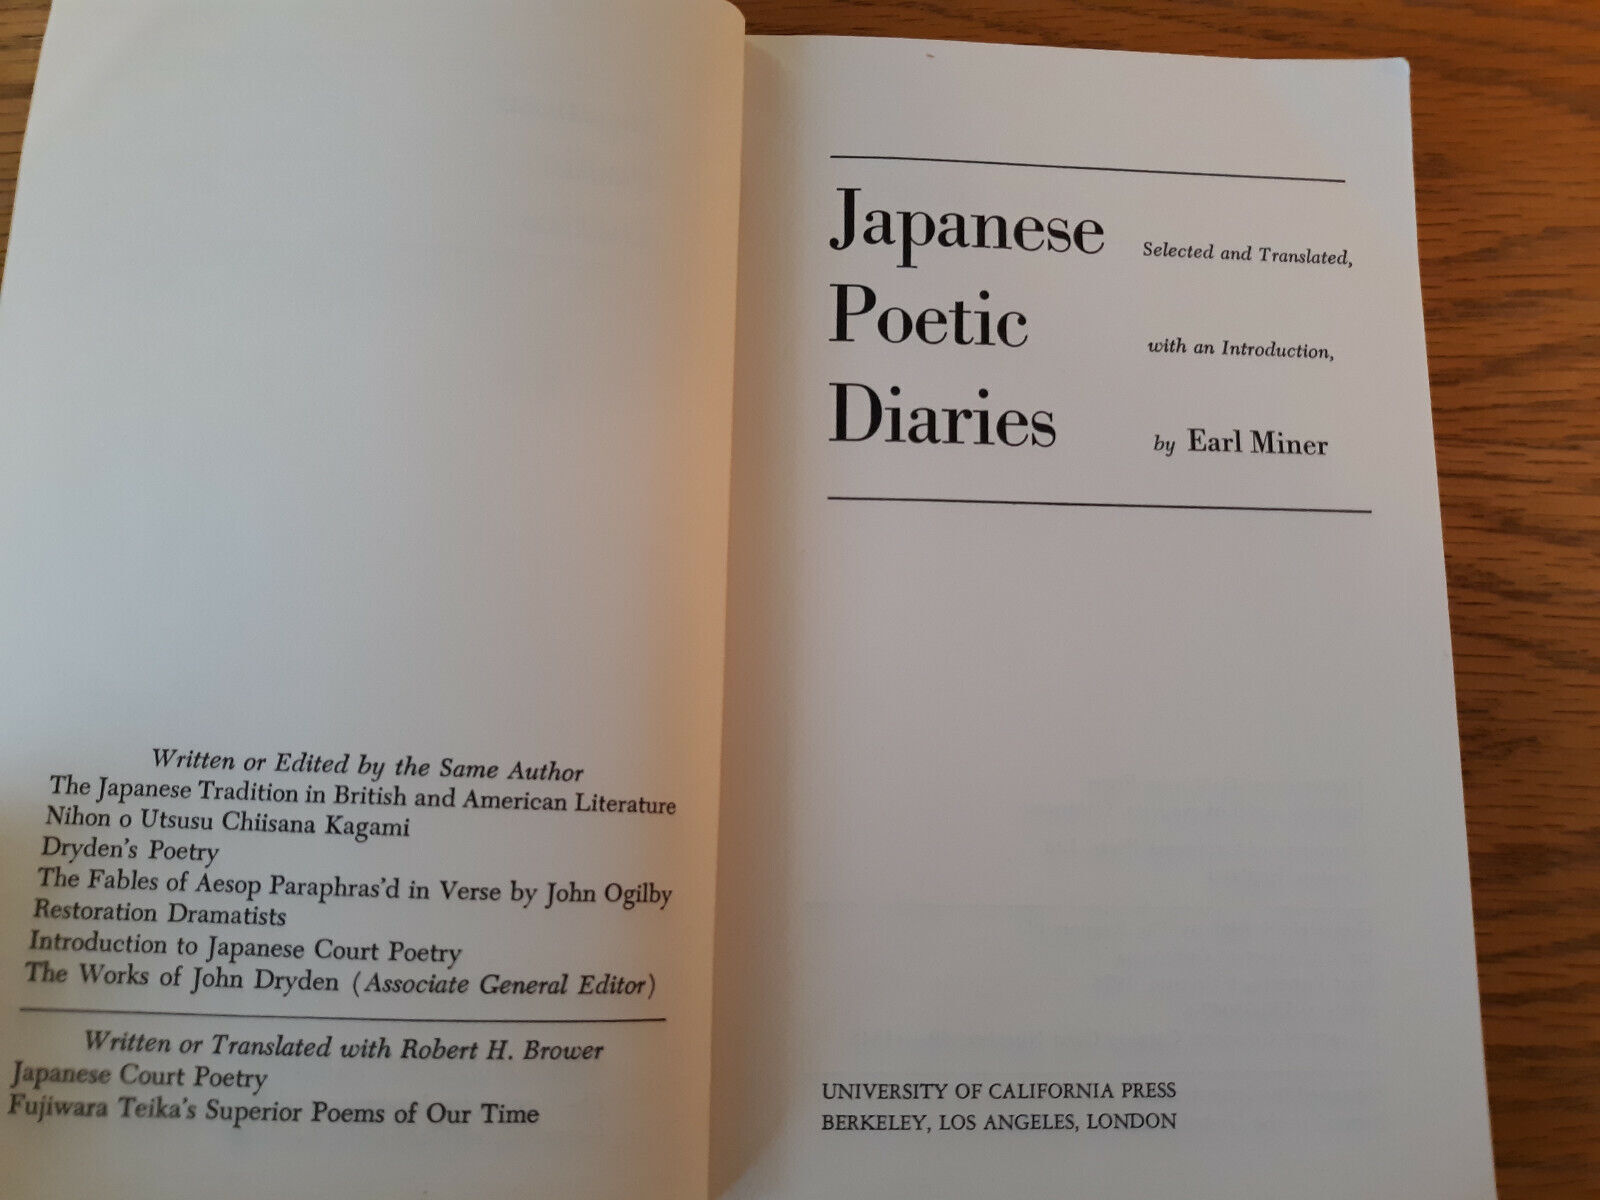 Written or Edited by the Same Author
The Japanese Tradition in British and American Literature
Nihon o Utsusu Chiisana Kagami
Dryden's Poetry
The Fables of Aesop Paraphras'd in Verse by John Ogilby
Restoration Dramatists
Introduction to Japanese Court Poetry
The Works of John Dryden (Associate General Editor)
Written or Translated with Robert H. Brower
Japanese Court Poetry
Fujiwara Teika's Superior Poems of Our Time
Japanese
Poetic
Diaries
Selected and Translated,
with an Introduction,
by Earl Miner
UNIVERSITY OF CALIFORNIA PRESS
BERKELEY, LOS ANGELES, LONDON